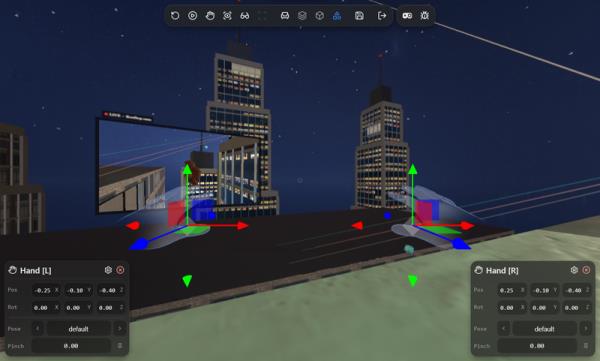 Hand [L]
Pos -0.25 X -0.10 Y -0.40 Z
Rot 0.00 X 0.00 Y 0.00 Z
Pose < default >
Pinch 0.00
Hand [R]
Pos 0.25 X -0.10 Y -0.40 Z
Rot 0.00 X 0.00 Y 0.00 Z
Pose < default >
Pinch 0.00